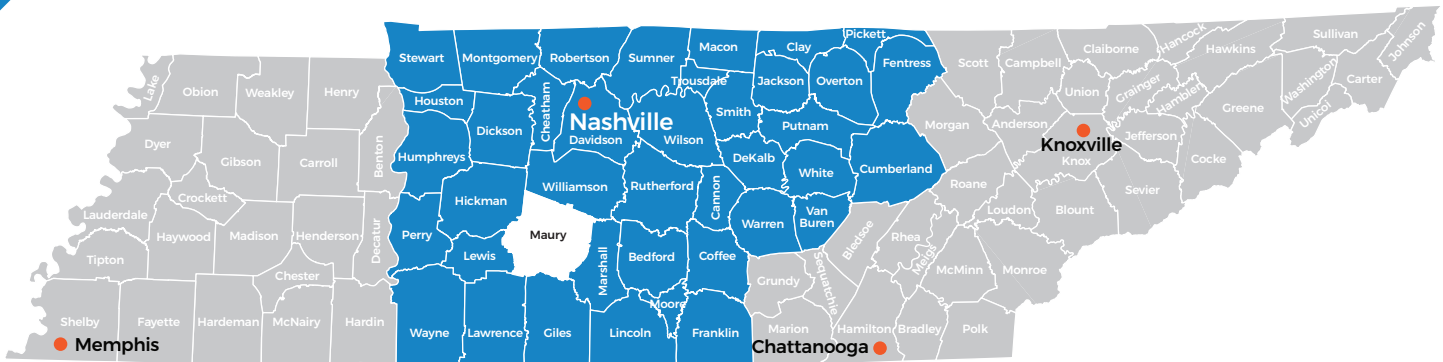 Stewart
Montgomery
Robertson
Sumner
Macon
Clay
Pickett
Fentress
Scott
Campbell
Claiborne
Hancock
Hawkins
Sullivan
Johnson
Lake
Obion
Weakley
Henry
Houston
Cheatham
Trousdale
Jackson
Overton
Union
Grainger
Hamblen
Washington
Carter
Greene
Unicoi
Dickson
Nashville
Davidson
Wilson
Smith
Putnam
Morgan
Anderson
Knoxville
Knox
Jefferson
Cocke
Dyer
Gibson
Carroll
Benton
Humphreys
Williamson
Rutherford
Cannon
DeKalb
White
Cumberland
Roane
Loudon
Blount
Sevier
Crockett
Lauderdale
Haywood
Madison
Henderson
Decatur
Perry
Hickman
Lewis
Maury
Marshall
Bedford
Coffee
Warren
Van
Buren
Bledsoe
Rhea
Meigs
McMinn
Monroe
Tipton
Chester
Grundy
Sequatchie
Shelby
Fayette
Hardeman
McNairy
Hardin
Wayne
Lawrence
Giles
Lincoln
Moore
Franklin
Marion
Hamilton
Bradley
Polk
Memphis
Chattanooga